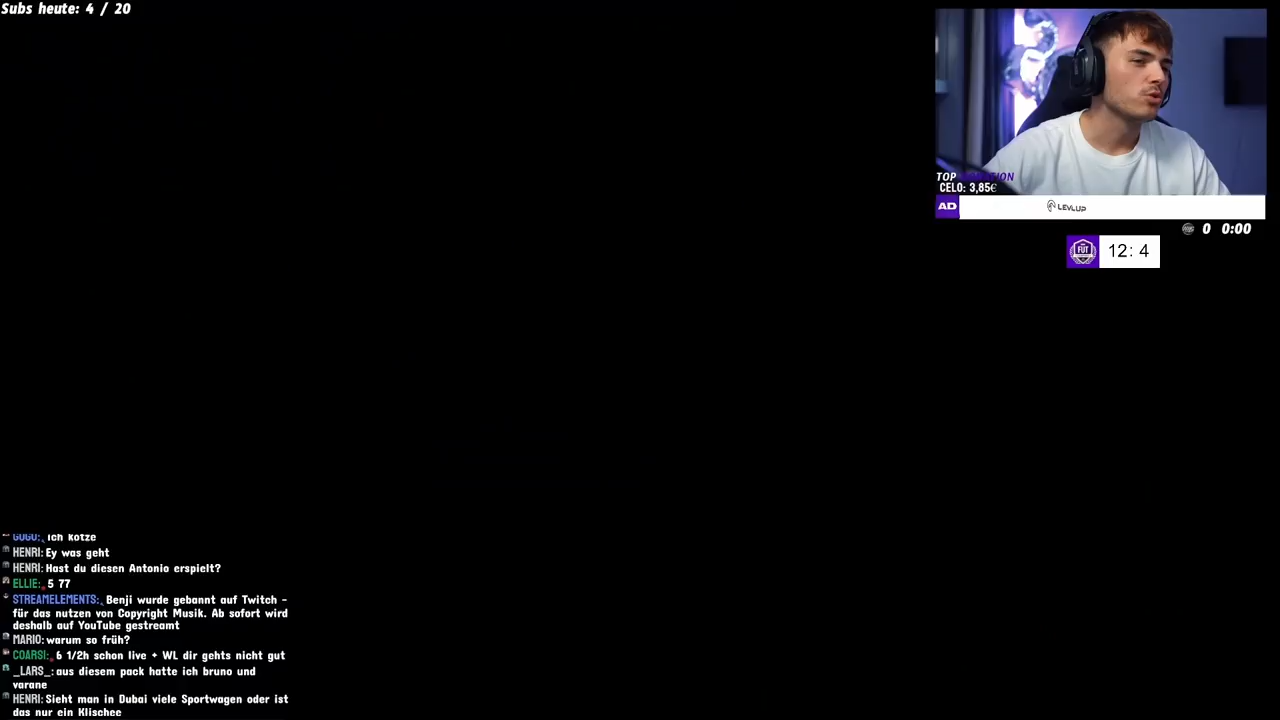 Subs heute: 4 / 20
TOP DONATION
CELO: 3,85€
AD LEVLUP
0 0:00
FUT 12: 4
GOGO: ich kotze
HENRI: Ey was geht
HENRI: Hast du diesen Antonio erspielt?
ELLIE: 5 77
STREAMELEMENTS: Benji wurde gebannt auf Twitch -
für das nutzen von Copyright Musik. Ab sofort wird
deshalb auf YouTube gestreamt
MARIO: warum so früh?
COARSI: 6 1/2h schon live + WL dir gehts nicht gut
_LARS_: aus diesem pack hatte ich bruno und
varane
HENRI: Sieht man in Dubai viele Sportwagen oder ist
das nur ein Klischee